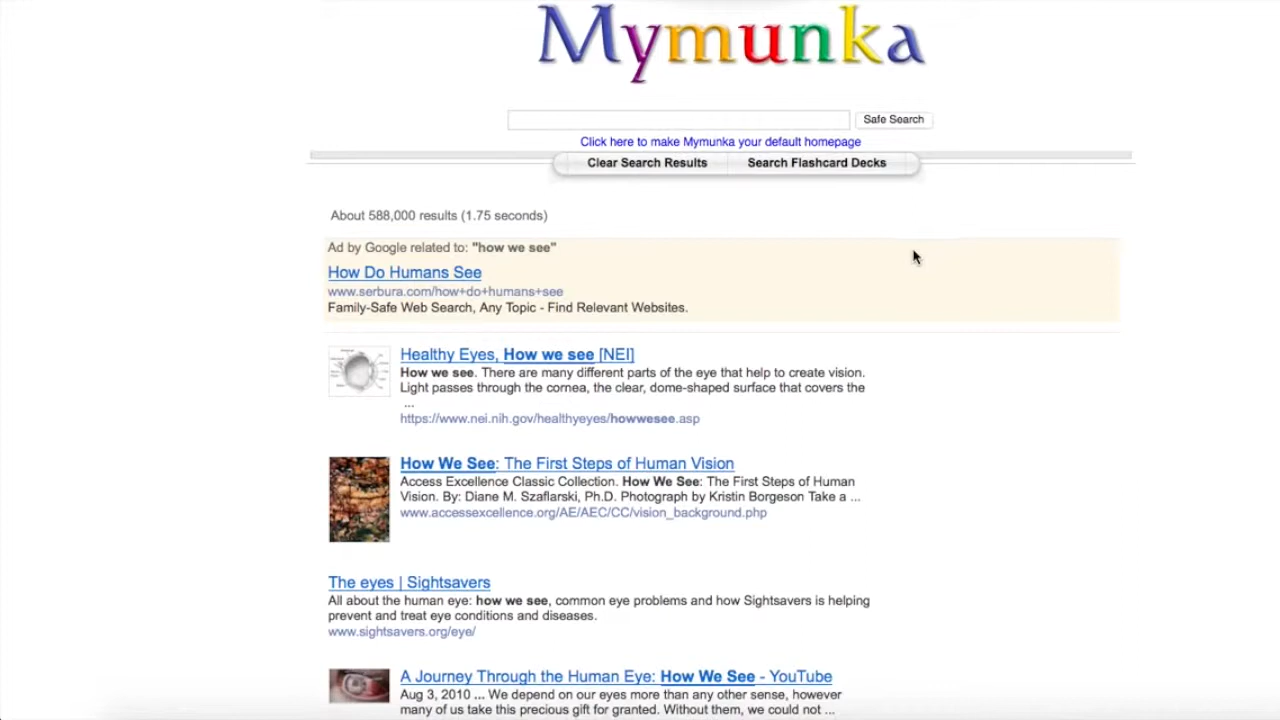 Mymunka
Safe Search
Click here to make Mymunka your default homepage
Clear Search Results Search Flashcard Decks
About 588,000 results (1.75 seconds)
Ad by Google related to: "how we see"
How Do Humans See
www.serbura.com/how+do+humans+see
Family-Safe Web Search, Any Topic - Find Relevant Websites.
Healthy Eyes, How we see [NEI]
How we see. There are many different parts of the eye that help to create vision.
Light passes through the cornea, the clear, dome-shaped surface that covers the
...
https://www.nei.nih.gov/healthyeyes/howwesee.asp
How We See: The First Steps of Human Vision
Access Excellence Classic Collection. How We See: The First Steps of Human
Vision. By: Diane M. Szaflarski, Ph.D. Photograph by Kristin Borgeson Take a ...
www.accessexcellence.org/AE/AEC/CC/vision_background.php
The eyes | Sightsavers
All about the human eye: how we see, common eye problems and how Sightsavers is helping
prevent and treat eye conditions and diseases.
www.sightsavers.org/eye/
A Journey Through the Human Eye: How We See - YouTube
Aug 3, 2010 ... We depend on our eyes more than any other sense, however
many of us take this precious gift for granted. Without them, we could not ...